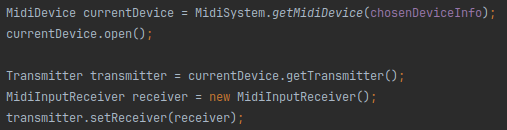 MidiDevice currentDevice = MidiSystem.getMidiDevice(chosenDeviceInfo);
currentDevice.open();
Transmitter transmitter = currentDevice.getTransmitter();
MidiInputReceiver receiver = new MidiInputReceiver();
transmitter.setReceiver(receiver);